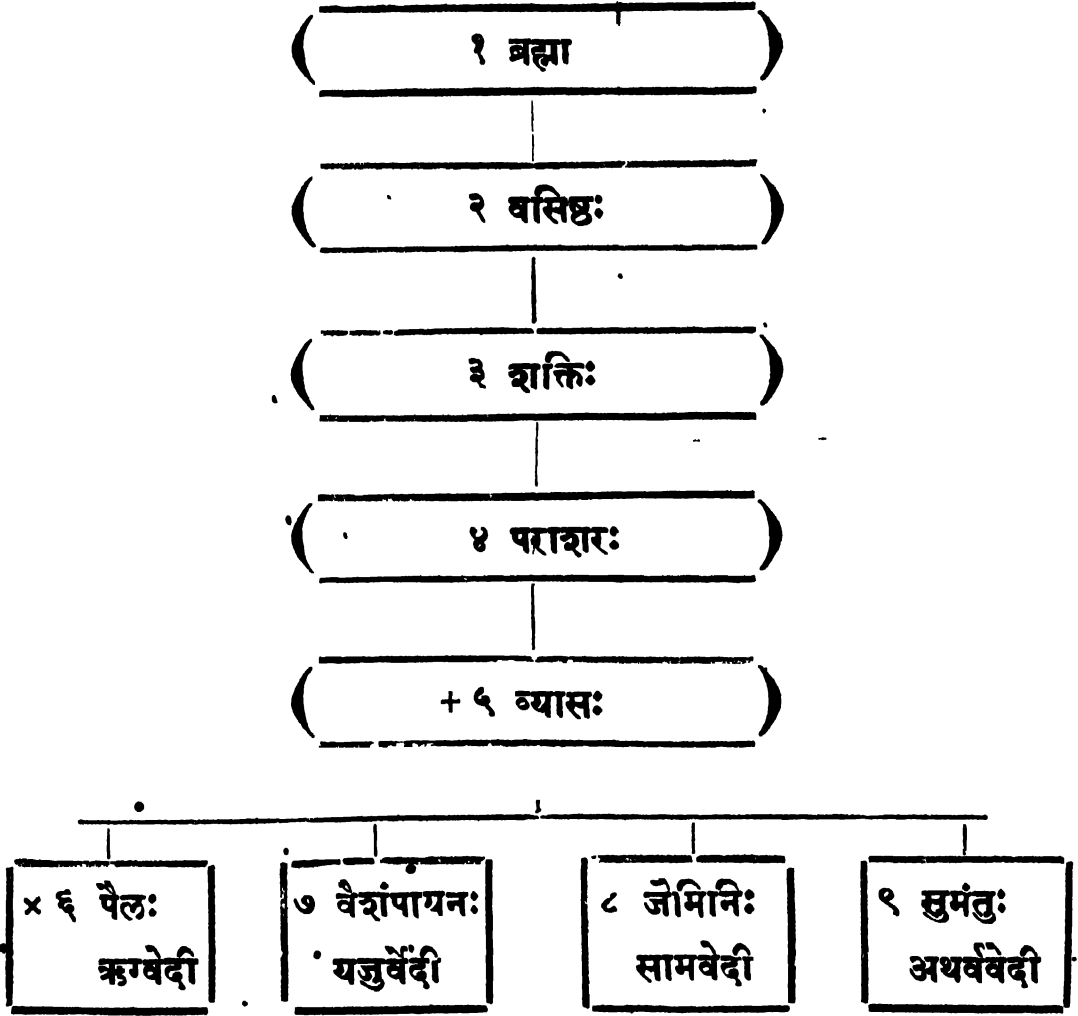 १ ब्रह्मा
२ वसिष्ठः
३ शक्तिः
४ पराशरः
+ ५ व्यासः
× ६ पैलः
ऋग्वेदी
७ वैशंपायनः
यजुर्वेदी
८ जैमिनिः
सामवेदी
९ सुमंतुः
अथर्ववेदी